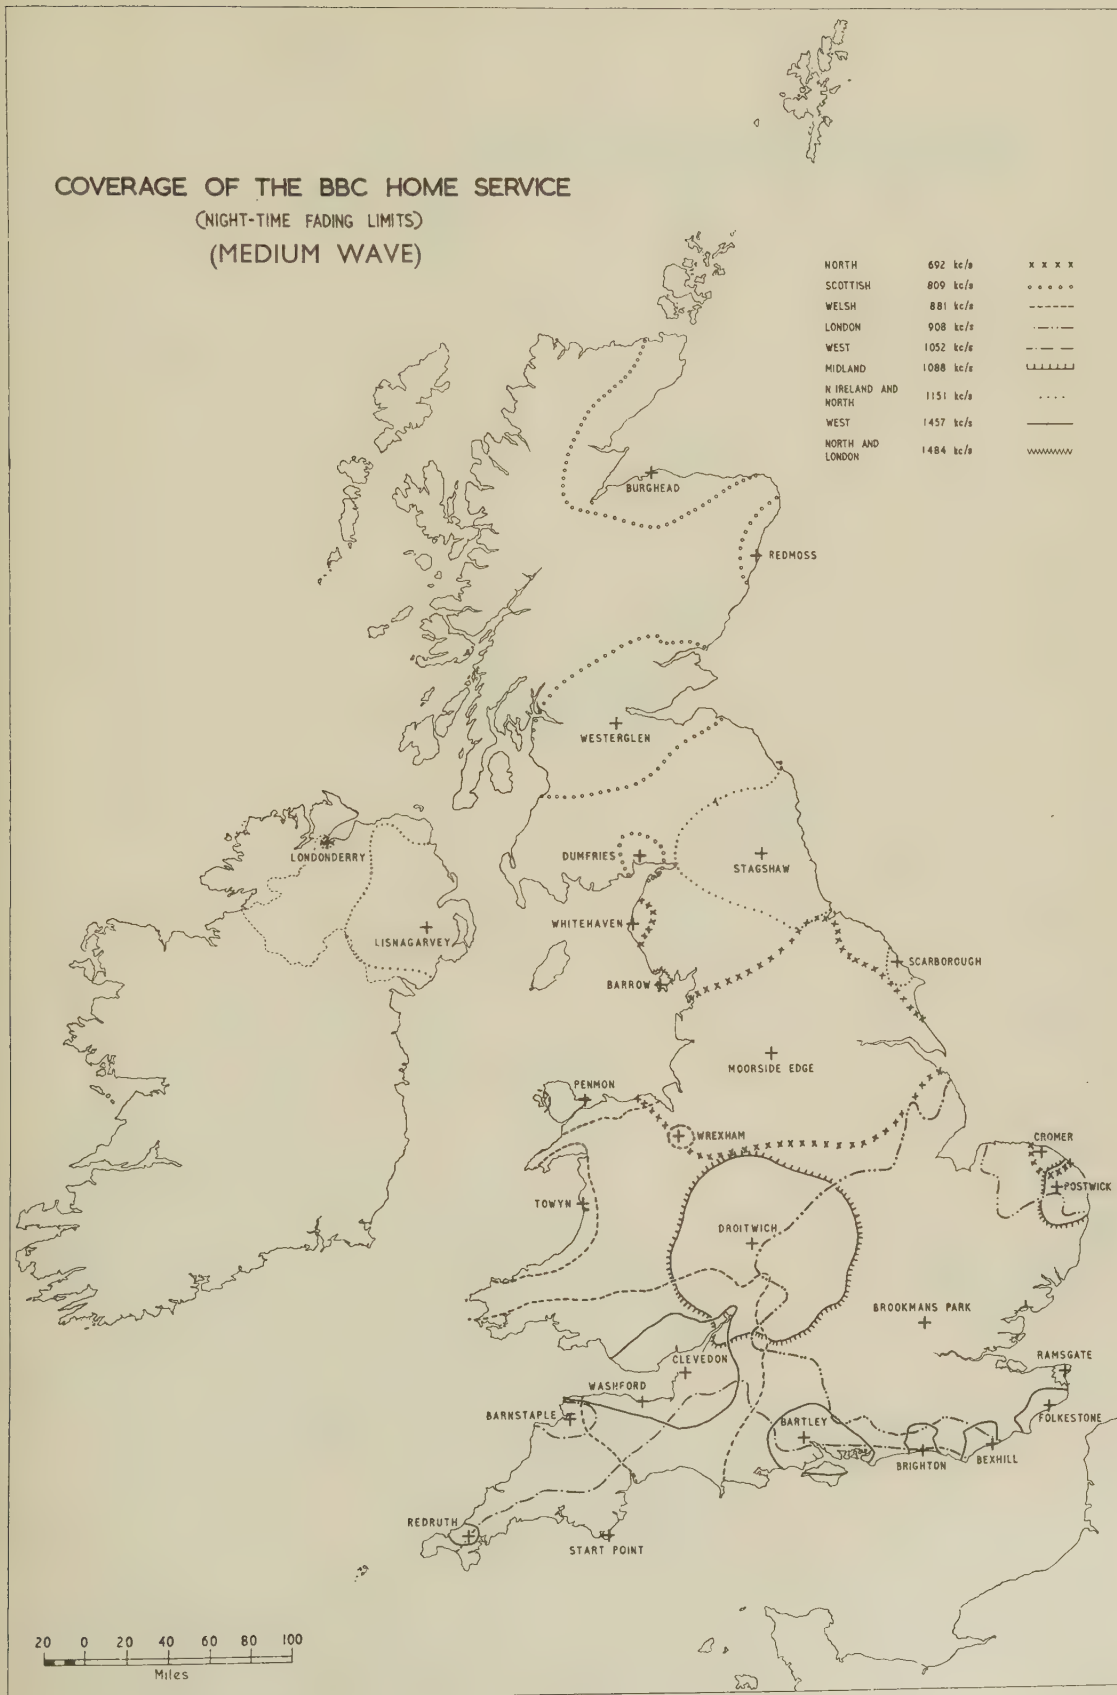 COVERAGE OF THE BBC HOME SERVICE
(NIGHT-TIME FADING LIMITS)
(MEDIUM WAVE)
NORTH 692 kc/s x x x x
SCOTTISH 809 kc/s
WELSH 881 kc/s
LONDON 908 kc/s
WEST 1052 kc/s
MIDLAND 1088 kc/s
N IRELAND AND
NORTH 1151 kc/s
WEST 1457 kc/s
NORTH AND
LONDON 1484 kc/s
BURGHEAD
REDMOSS
WESTERGLEN
LONDONDERRY
DUMFRIES
STAGSHAW
WHITEHAVEN
LISNAGARVEY
SCARBOROUGH
BARROW
MOORSIDE EDGE
PENMON
WREXHAM
CROMER
POSTWICK
TOWYN
DROITWICH
BROOKMANS PARK
RAMSGATE
CLEVEDON
WASHFORD
BARNSTAPLE
FOLKESTONE
BARTLEY
BRIGHTON
BEXHILL
REDRUTH
START POINT
20 0 20 40 60 80 100
Miles